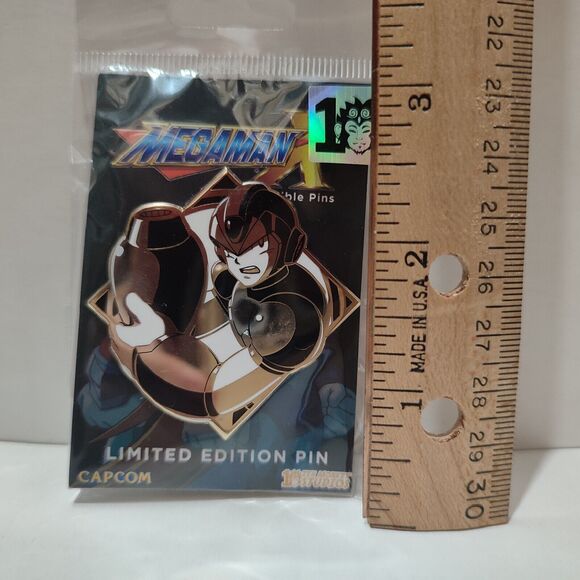 MEGAMAN X
ible Pins
LIMITED EDITION PIN
CAPCOM
STUDIOS
1
2
3
MADE IN U.S.A.
22
23
24
25
26
27
28
29
30